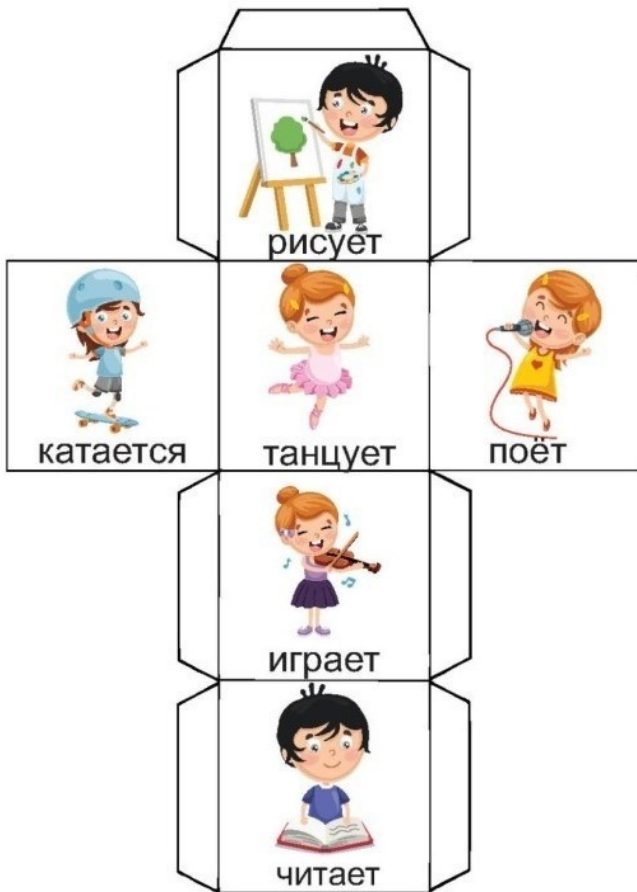 рисует
катается
танцует
поёт
играет
читает